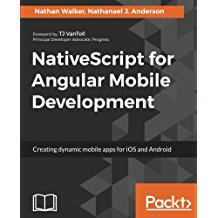 Nathan Walker, Nathanael J. Anderson
Foreword by TJ VanToll
Principal Developer Advocate, Progress
NativeScript for
Angular Mobile
Development
Creating dynamic mobile apps for iOS and Android
Packt>